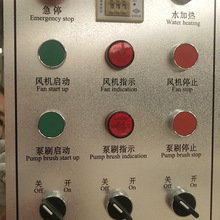 急停
Emergency stop
水加热
Water heating
风机启动
Fan start up
风机指示
Fan indication
风机停止
Fan stop
泵刷启动
Pump brush start up
泵刷指示
Pump brush indication
泵刷停止
Pump brush stop
关 开
Off On
关 开
Off On
关 开
Off On